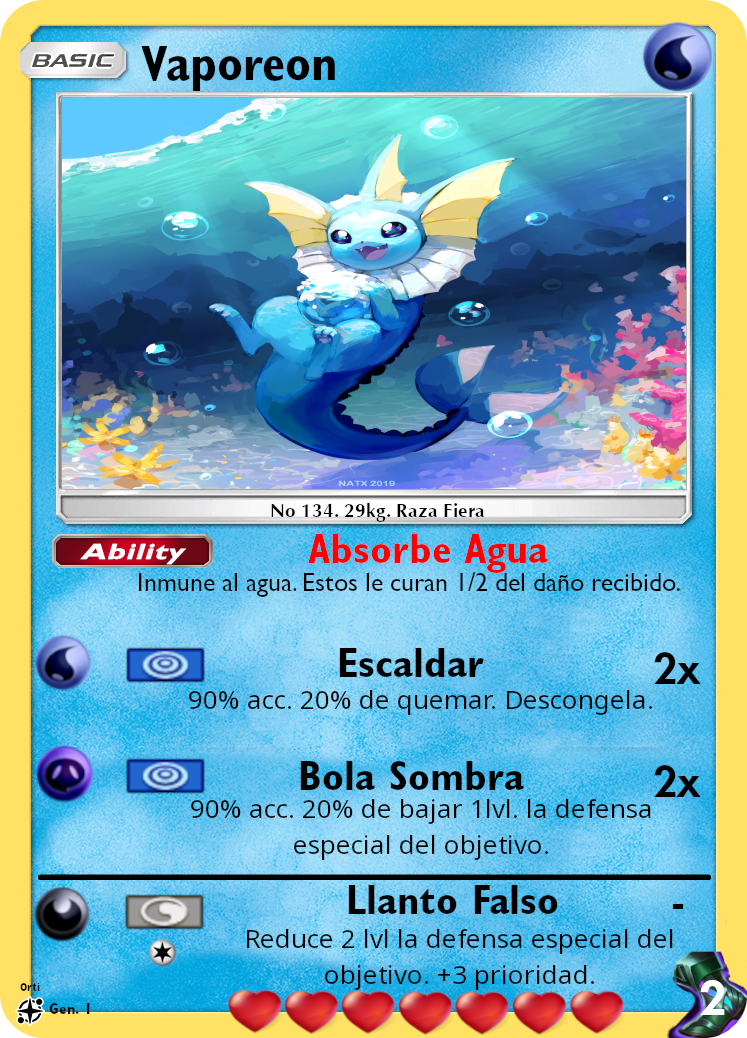 BASIC Vaporeon
NATX 2019
No 134. 29kg. Raza Fiera
Ability Absorbe Agua
Inmune al agua. Estos le curan 1/2 del daño recibido.
Escaldar 2x
90% acc. 20% de quemar. Descongela.
Bola Sombra 2x
90% acc. 20% de bajar 1lvl. la defensa
especial del objetivo.
Llanto Falso -
Reduce 2 lvl la defensa especial del
objetivo. +3 prioridad.
Orti
Gen. I
2